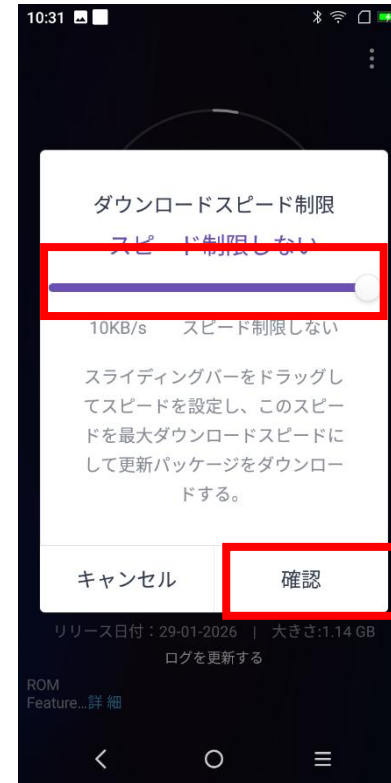 10:31
ダウンロードスピード制限
スピード制限しない
10KB/s スピード制限しない
スライディングバーをドラッグし
てスピードを設定し、このスピー
ドを最大ダウンロードスピードに
して更新パッケージをダウンロー
ドする。
キャンセル 確認
リリース日付：29-01-2026 | 大きさ:1.14 GB
ログを更新する
ROM
Feature...詳細